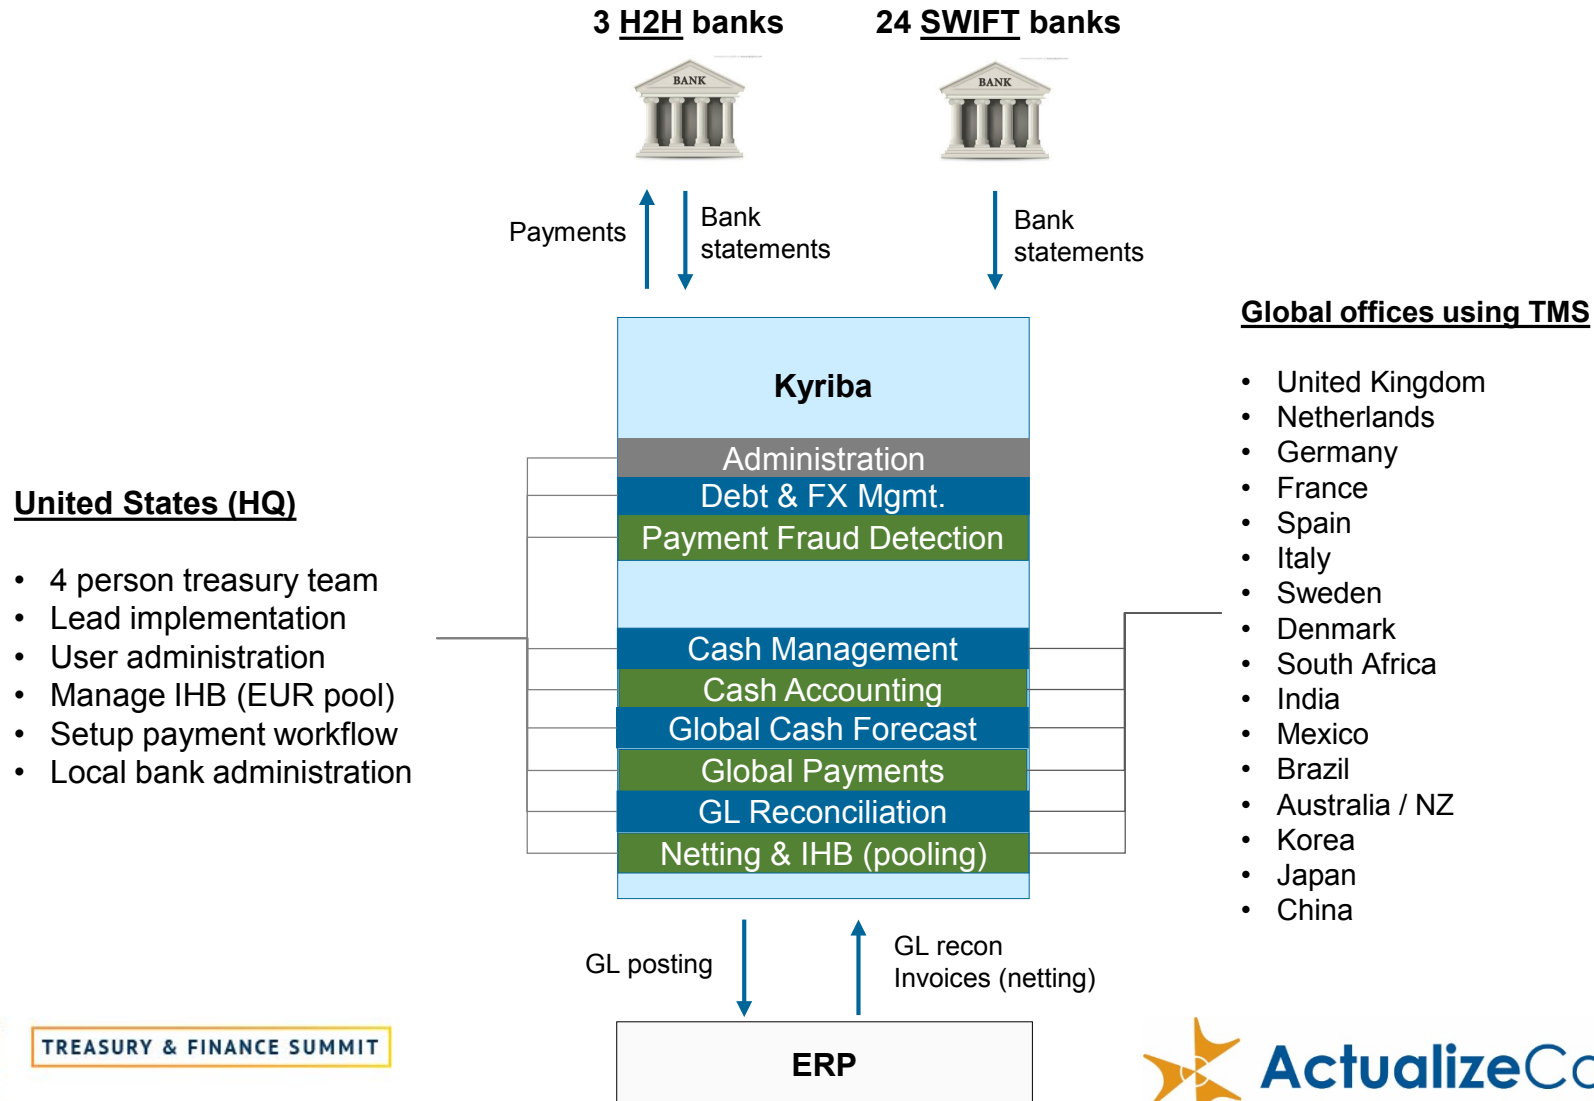 3 H2H banks
24 SWIFT banks
BANK
BANK
Payments
Bank
statements
Bank
statements
Kyriba
Administration
Debt & FX Mgmt.
Payment Fraud Detection
Cash Management
Cash Accounting
Global Cash Forecast
Global Payments
GL Reconciliation
Netting & IHB (pooling)
United States (HQ)
• 4 person treasury team
• Lead implementation
• User administration
• Manage IHB (EUR pool)
• Setup payment workflow
• Local bank administration
Global offices using TMS
• United Kingdom
• Netherlands
• Germany
• France
• Spain
• Italy
• Sweden
• Denmark
• South Africa
• India
• Mexico
• Brazil
• Australia / NZ
• Korea
• Japan
• China
GL posting
GL recon
Invoices (netting)
ERP
TREASURY & FINANCE SUMMIT
ActualizeCo